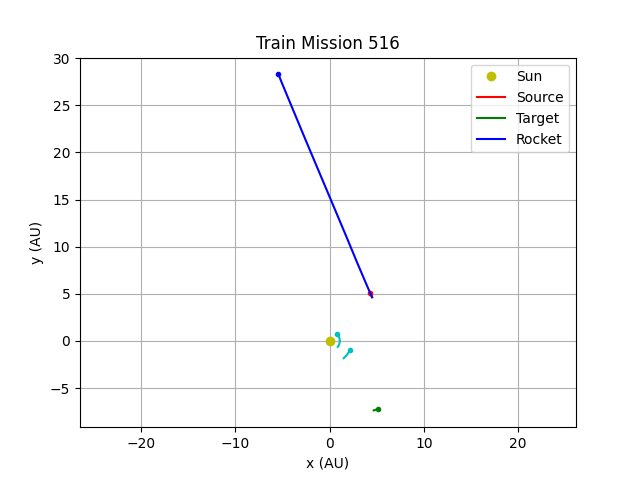 Train Mission 516
Sun
Source
Target
Rocket
30
25
20
15
10
5
0
−5
y (AU)
−20
−10
0
10
20
x (AU)